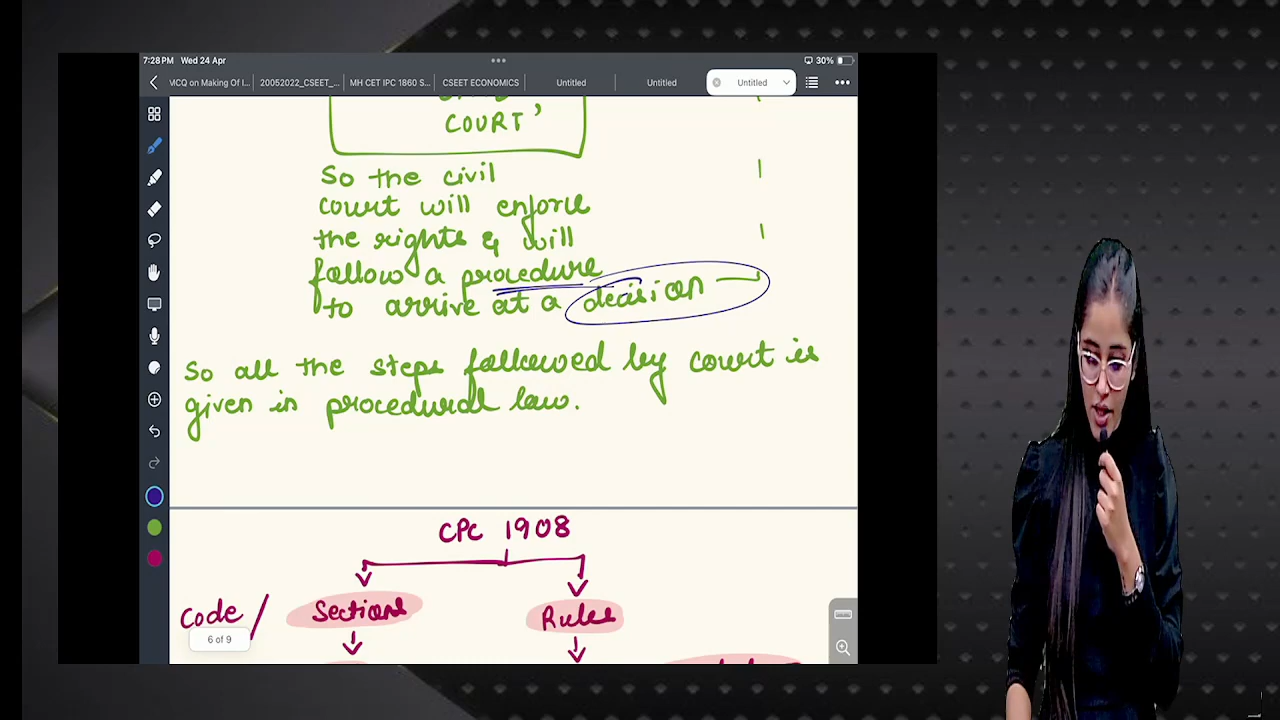 7:28 PM Wed 24 Apr
30%
MCQ on Making Of I...
20052022_CSEET_...
MH CET IPC 1860 S...
CSEET ECONOMICS
Untitled
Untitled
Untitled
COURT’
So the civil
court will enforce
the rights & will
follow a procedure
to arrive at a decision
So all the steps followed by court is
given in procedural law.
CPC 1908
Code /
Sections
Rules
6 of 9